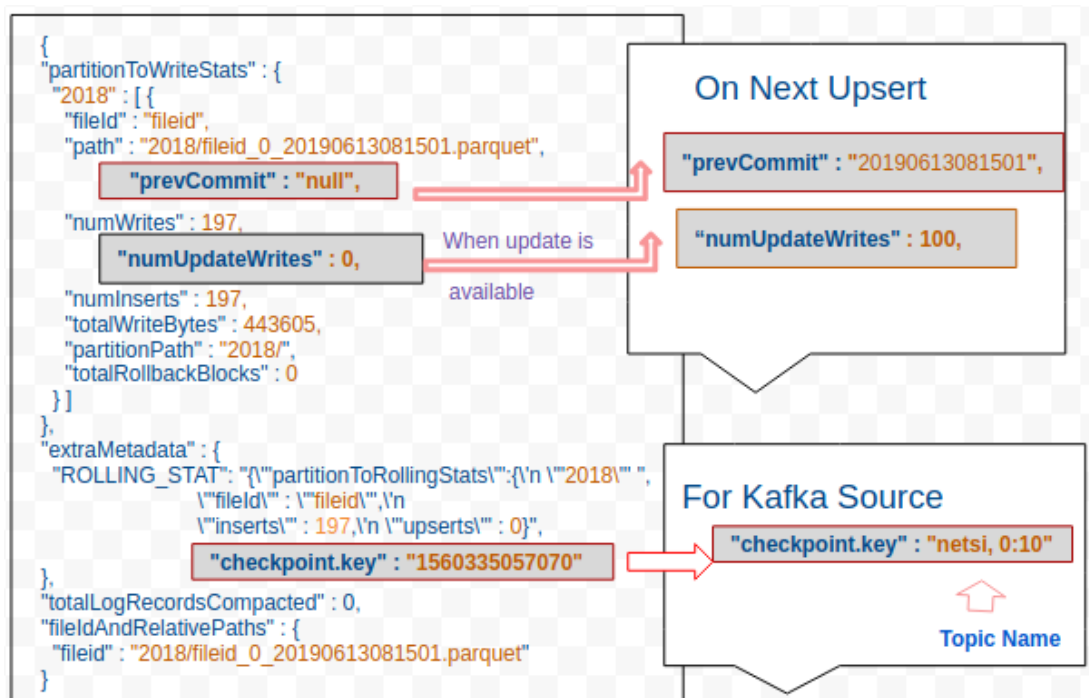 {
"partitionToWriteStats" : {
"2018" : [ {
"fileId" : "fileid",
"path" : "2018/fileid_0_20190613081501.parquet",
"prevCommit" : "null",
"numWrites" : 197,
"numUpdateWrites" : 0,
"numInserts" : 197,
"totalWriteBytes" : 443605,
"partitionPath" : "2018/",
"totalRollbackBlocks" : 0
} ]
},
"extraMetadata" : {
"ROLLING_STAT": "{\"'partitionToRollingStats\"':{\'n \"'2018\"' ",
\"'fileId\"' : \"'fileid\"',\'n
\"'inserts\"' : 197,\'n \"'upserts\"' : 0}",
"checkpoint.key" : "1560335057070"
},
"totalLogRecordsCompacted" : 0,
"fileIdAndRelativePaths" : {
"fileid" : "2018/fileid_0_20190613081501.parquet"
}
When update is
available
On Next Upsert
"prevCommit" : "20190613081501",
“numUpdateWrites" : 100,
For Kafka Source
"checkpoint.key" : "netsi, 0:10"
Topic Name